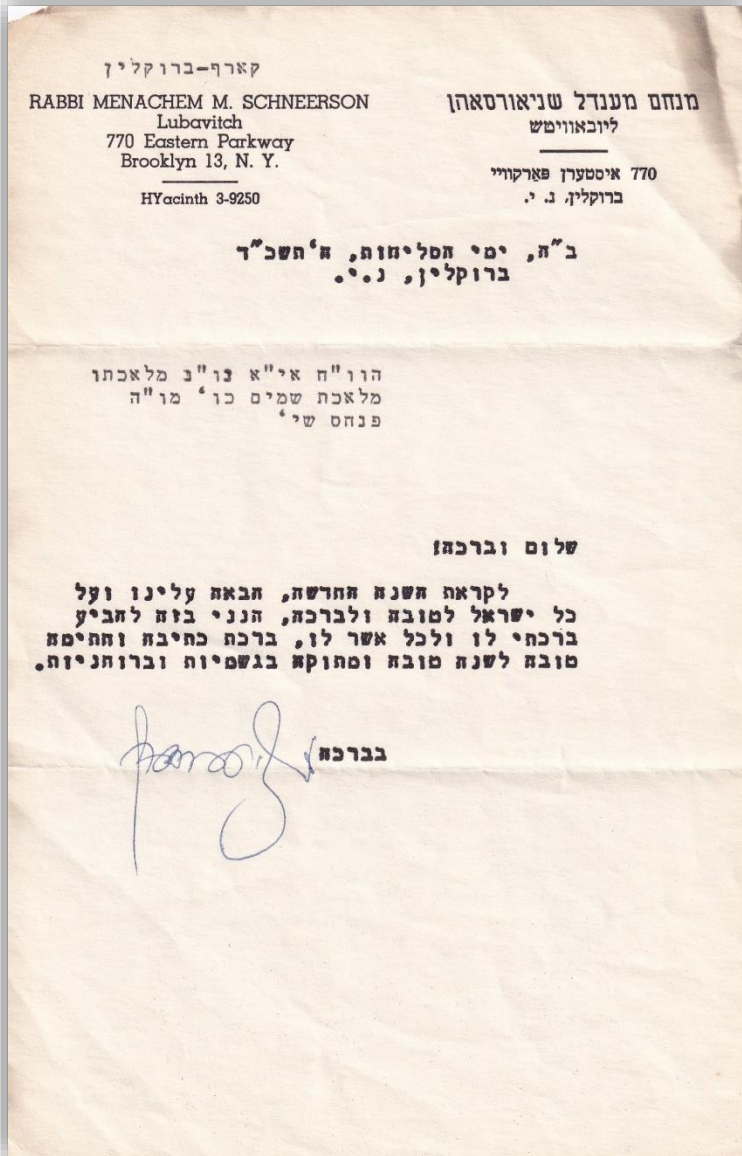 קארף-ברוקלין
RABBI MENACHEM M. SCHNEERSON
Lubavitch
770 Eastern Parkway
Brooklyn 13, N. Y.
HYacinth 3-9250
מנחם מענדל שניאורסאהן
ליובאוויטש
770 איסטערן פּאַרקוויי
ברוקלין, נ. י.
ב"ה, ימי הסליחות, ה'תשכ"ד
ברוקלין, נ.י.
הוו"ח אי"א נו"נ מלאכתו
מלאכת שמים כו' מו"ה
פנחס שי'
שלום וברכה!
לקראת השנה החדשה, הבאה עלינו ועל
כל ישראל לטובה ולברכה, הנני בזה להביע
ברכתי לו ולכל אשר לו, ברכת כתיבה וחתימה
טובה לשנה טובה ומתוקה בגשמיות וברוחניות.
בברכה